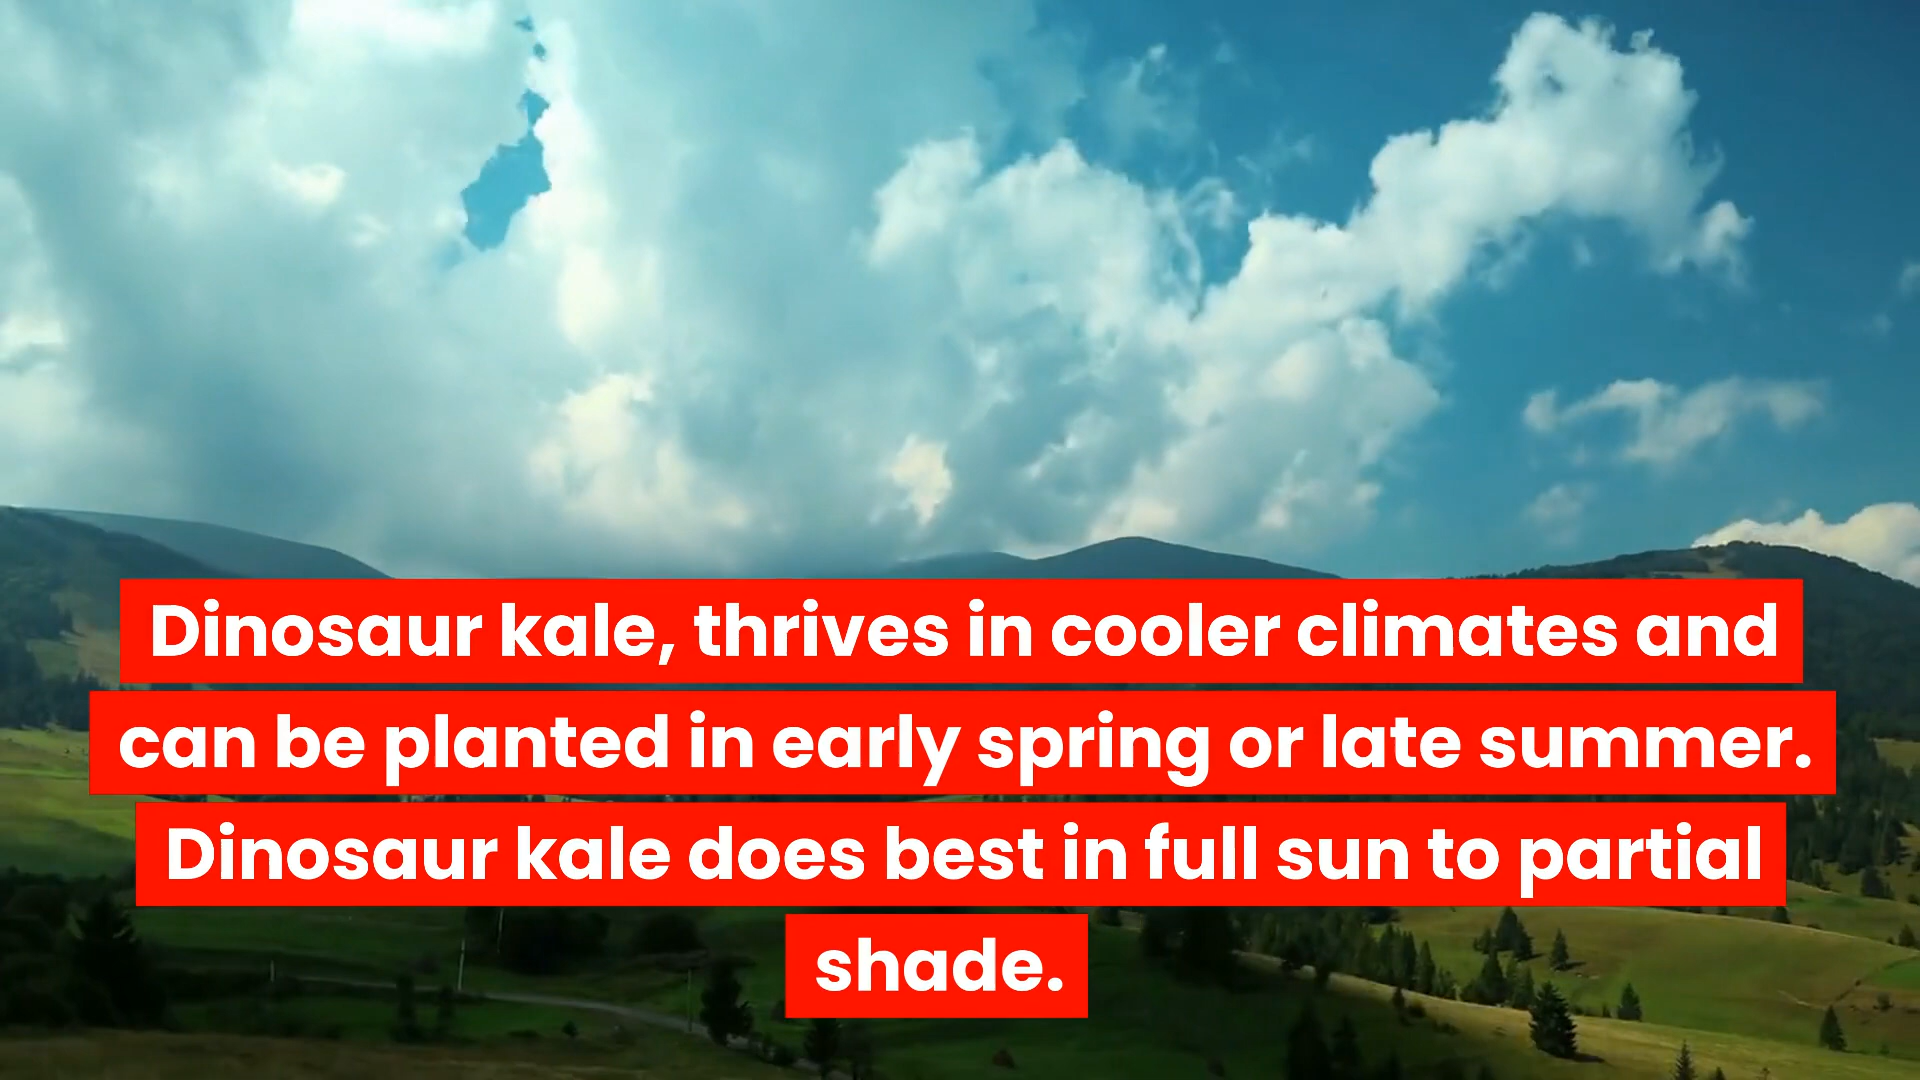 Dinosaur kale, thrives in cooler climates and
can be planted in early spring or late summer.
Dinosaur kale does best in full sun to partial
shade.